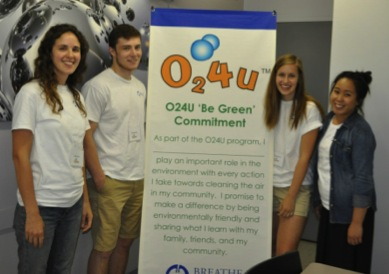 O24U™
O24U 'Be Green'
Commitment
As part of the O24U program, I
play an important role in the
environment with every action
I take towards cleaning the air
in my community. I promise to
make a difference by being
environmentally friendly and
sharing what I learn with my
family, friends, and my
community.
BREATHE